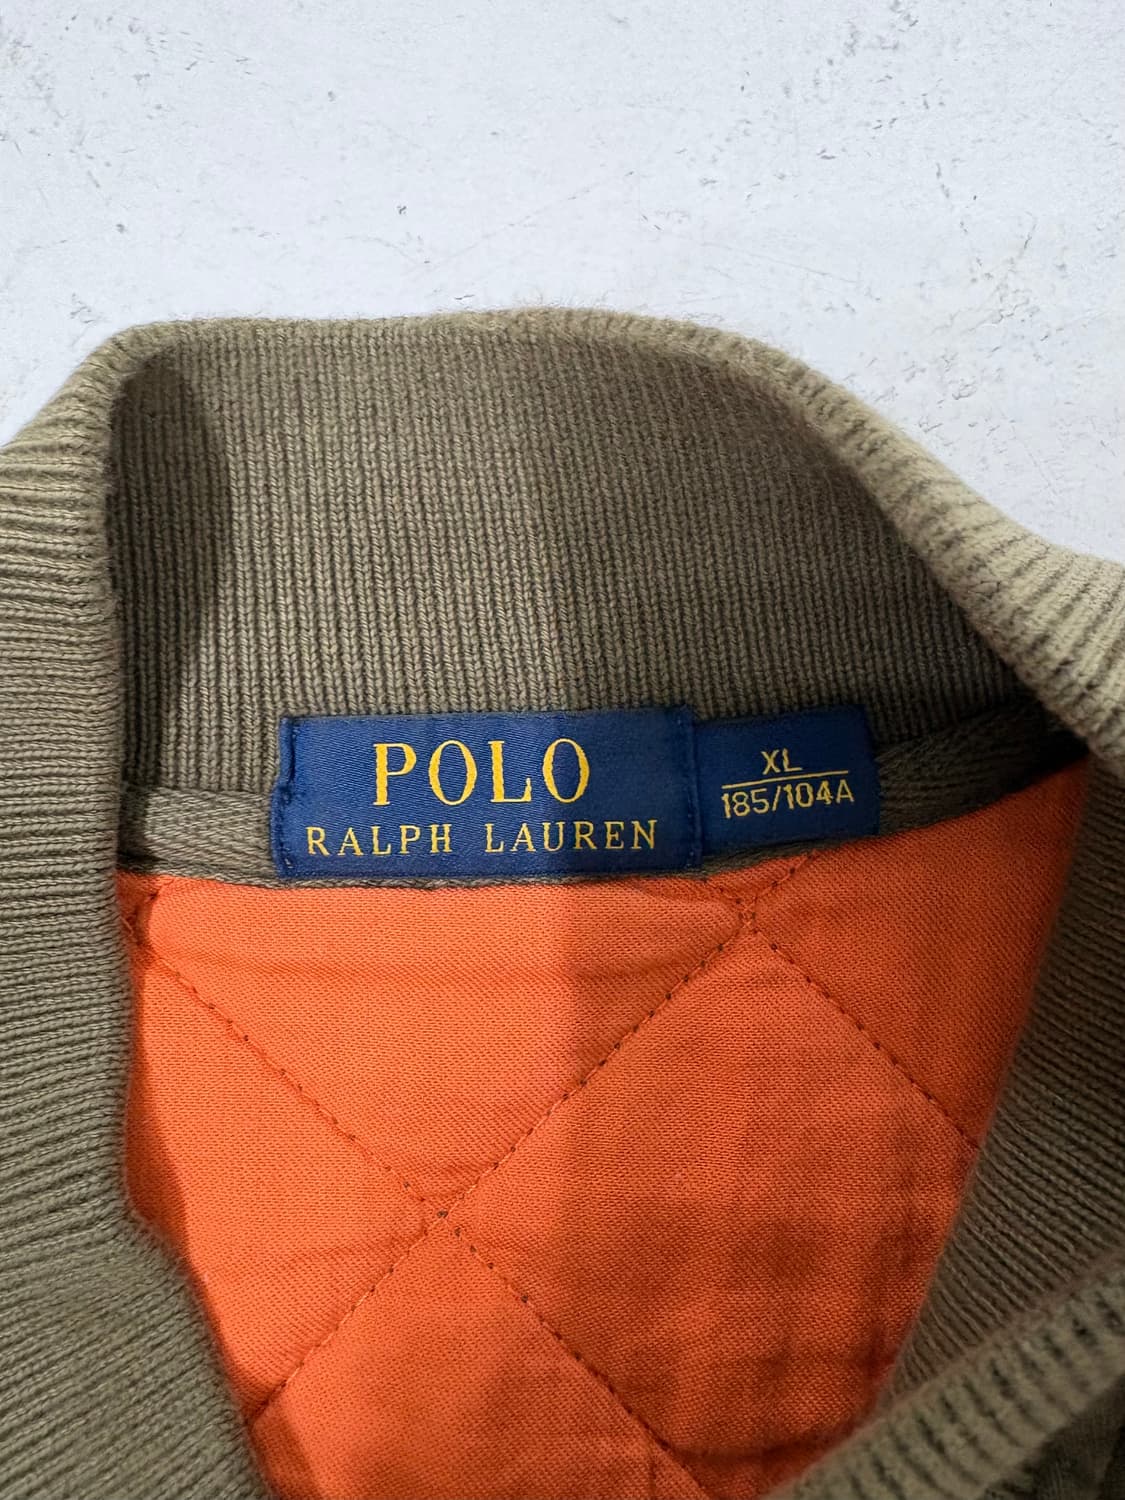 POLO
RALPH LAUREN
XL
185/104A